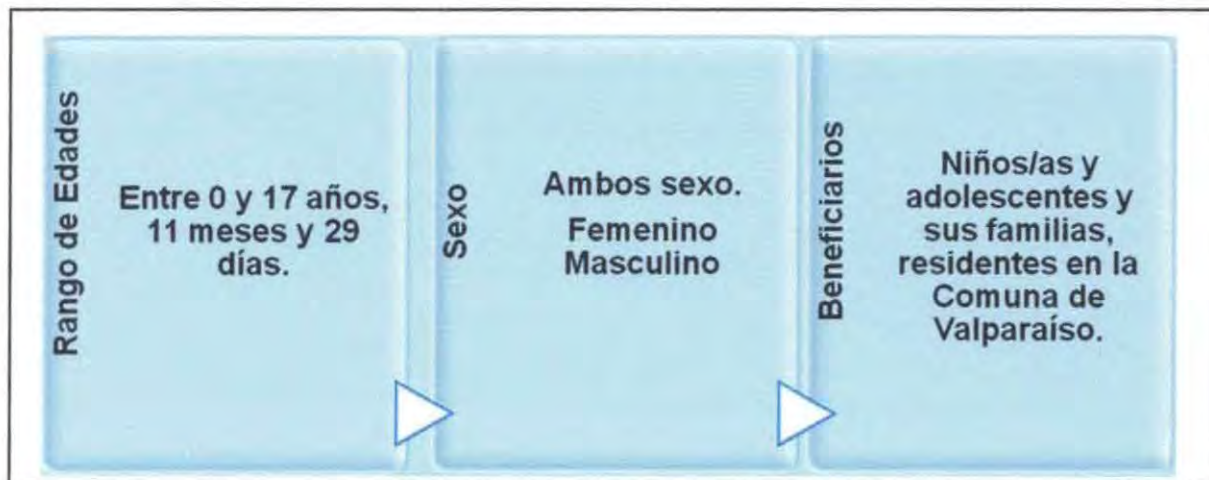 Rango de Edades
Entre 0 y 17 años,
11 meses y 29
días.
Sexo
Ambos sexo.
Femenino
Masculino
Beneficiarios
Niños/as y
adolescentes y
sus familias,
residentes en la
Comuna de
Valparaíso.